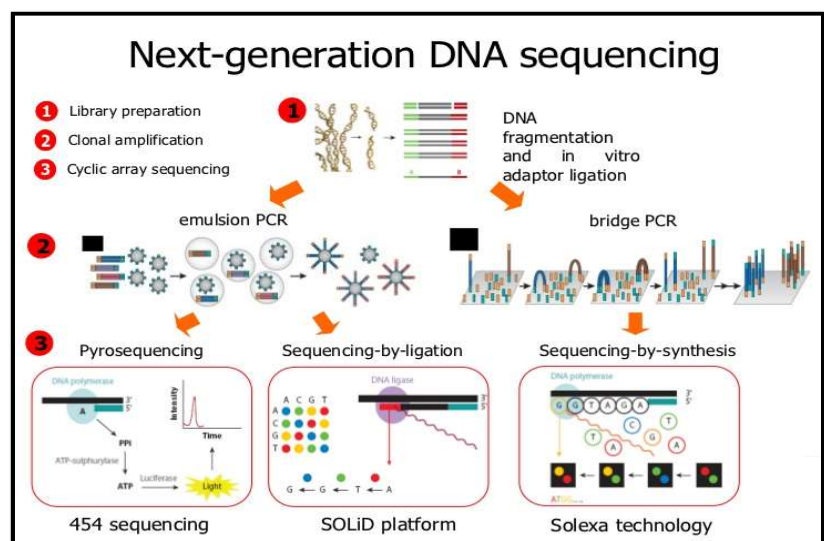 Next-generation DNA sequencing
1 Library preparation
2 Clonal amplification
3 Cyclic array sequencing
1
A B
DNA
fragmentation
and in vitro
adaptor ligation
emulsion PCR
bridge PCR
2
3
Pyrosequencing
DNA polymerase
3'
5'
A
PPi
ATP-sulphurylase
ATP
Luciferase
Light
Intensity
Time
454 sequencing
Sequencing-by-ligation
A C G T
A
C
G
T
DNA ligase
3'
5'
G G T A
SOLiD platform
Sequencing-by-synthesis
DNA polymerase
3'
5'
G G T A G A
T A C G T A
ATGG
Solexa technology